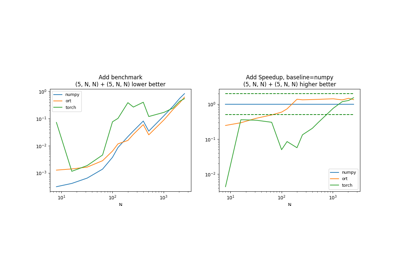 Add benchmark
(5, N, N) + (5, N, N) lower better
10⁰
10⁻¹
10⁻²
10⁻³
numpy
ort
torch
10¹
10²
10³
N
Add Speedup, baseline=numpy
(5, N, N) + (5, N, N) higher better
10⁰
10⁻¹
10⁻²
numpy
ort
torch
10¹
10²
10³
N